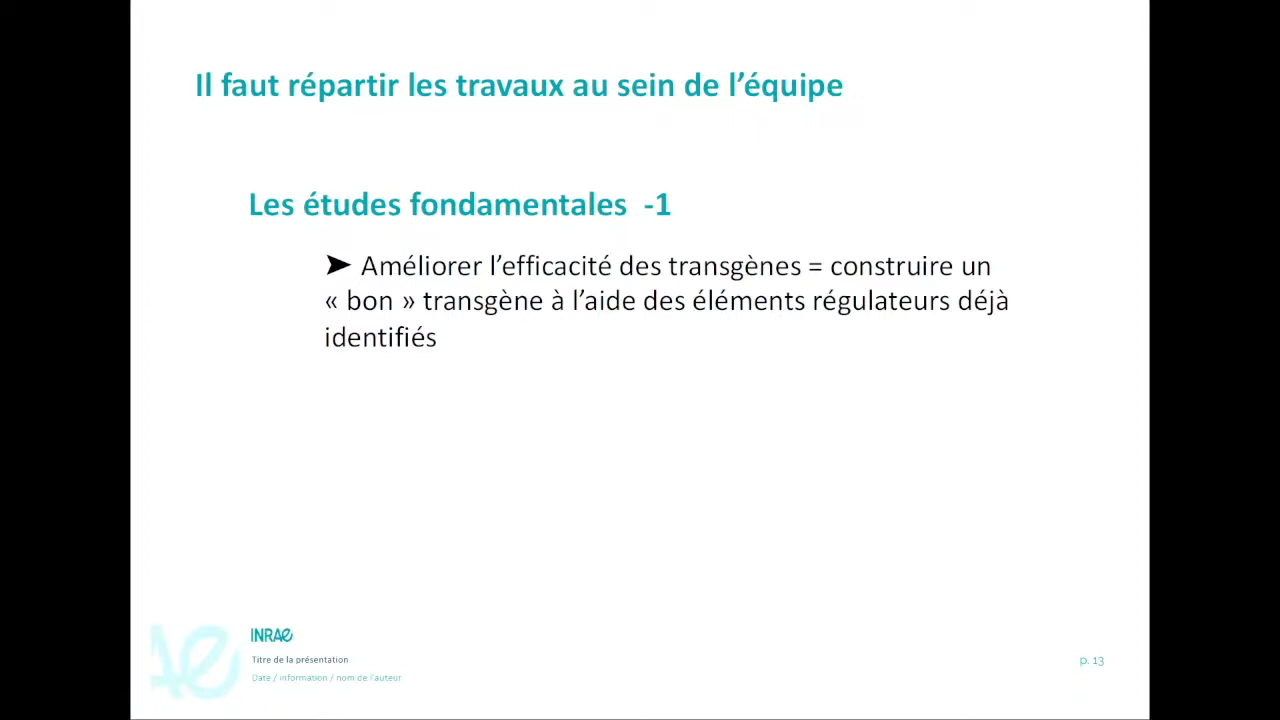 Il faut répartir les travaux au sein de l’équipe
Les études fondamentales -1
➤ Améliorer l’efficacité des transgènes = construire un
« bon » transgène à l’aide des éléments régulateurs déjà
identifiés
INRAE
Titre de la présentation
Date / information / nom de l’auteur
p. 13